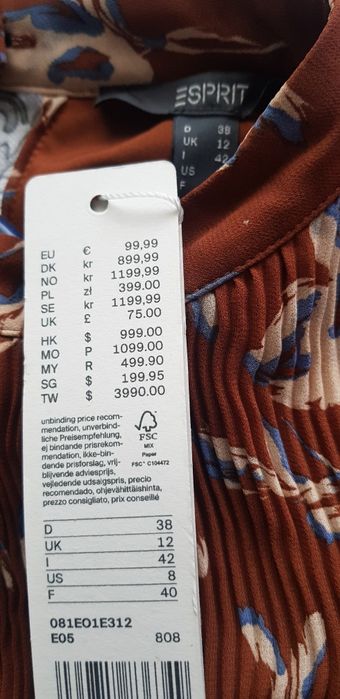 ESPRIT
D 38
UK 12
I 42
US
F
EU € 99,99
DK kr 899,99
NO kr 1199,99
PL zł 399.00
SE kr 1199,99
UK £ 75.00
HK $ 999.00
MO P 1099.00
MY R 499.90
SG $ 199.95
TW $ 3990.00
unbinding price recom-
mendation, unverbind-
liche Preisempfehlung,
ej bindande prisrekom-
mendation, ikke-bin-
dende prisforslag, vrij-
blijvende adviesprijs,
vejledende udsalgspris, precio
recomendado, ohjevähittäishinta,
prezzo consigliato, prix conseillé
FSC
MIX
Paper
FSC® C104472
D 38
UK 12
I 42
US 8
F 40
081EO1E312
E05 808